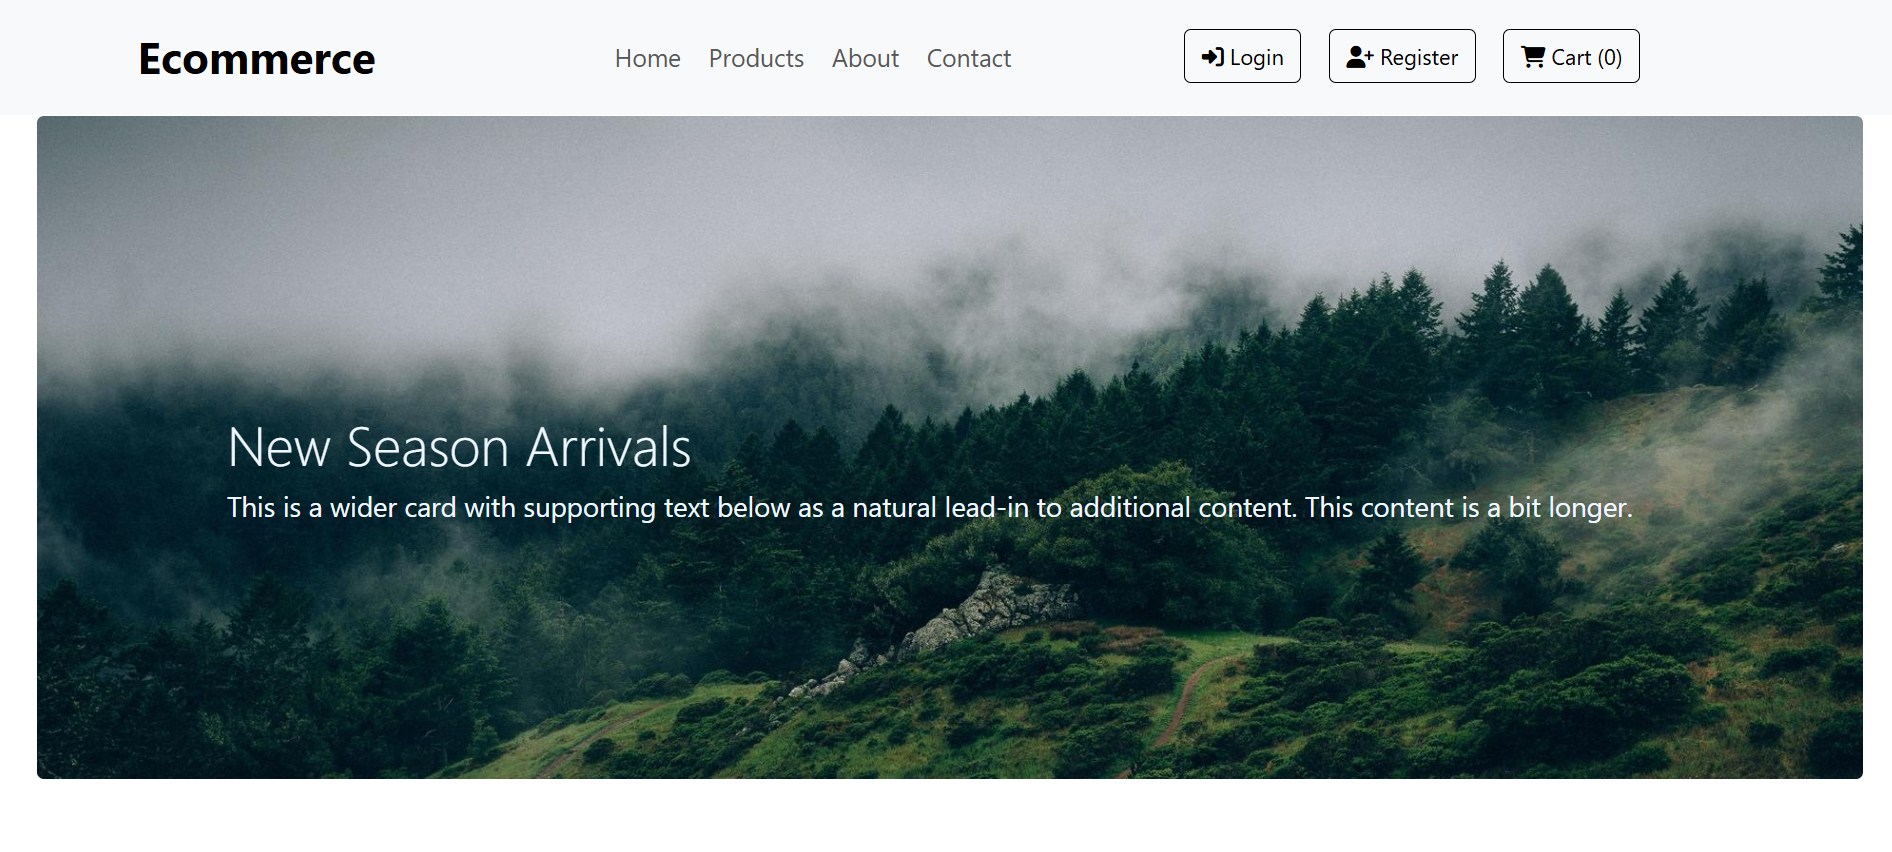 Ecommerce
Home Products About Contact
Login Register Cart (0)
New Season Arrivals
This is a wider card with supporting text below as a natural lead-in to additional content. This content is a bit longer.